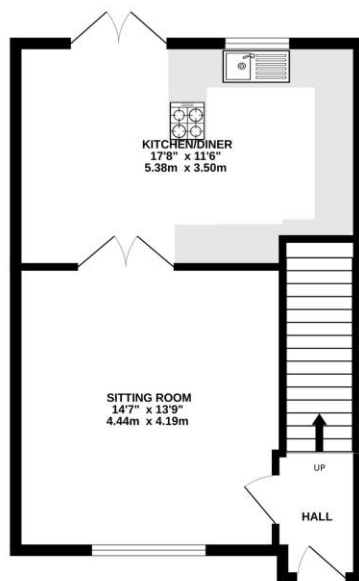 KITCHEN/DINER
17'8" x 11'6"
5.38m x 3.50m
SITTING ROOM
14'7" x 13'9"
4.44m x 4.19m
UP
HALL